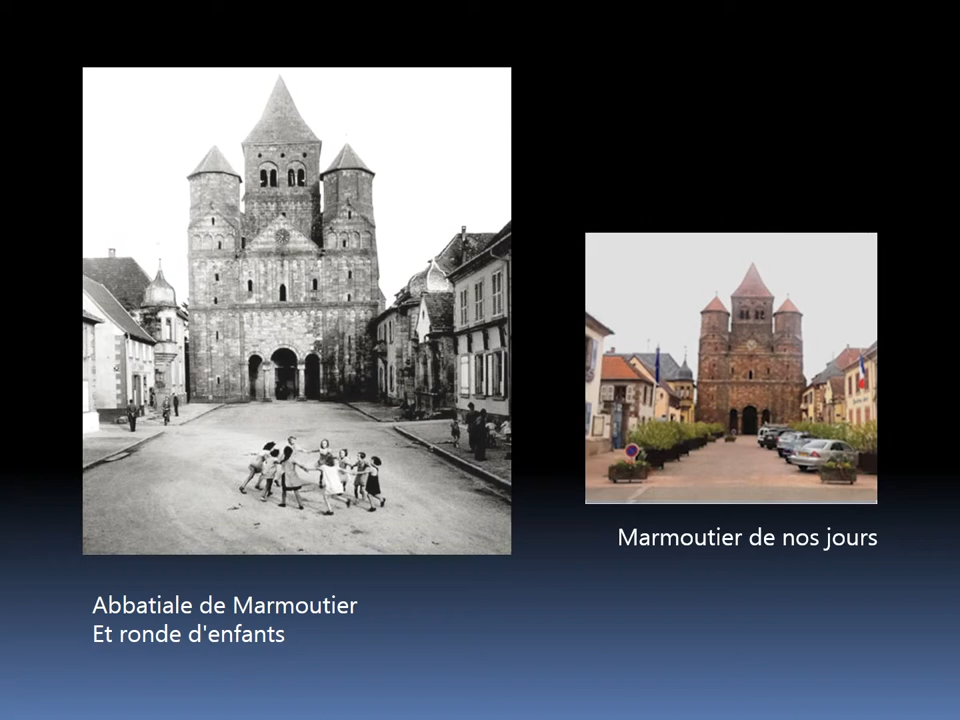 Marmoutier de nos jours
Abbatiale de Marmoutier
Et ronde d'enfants